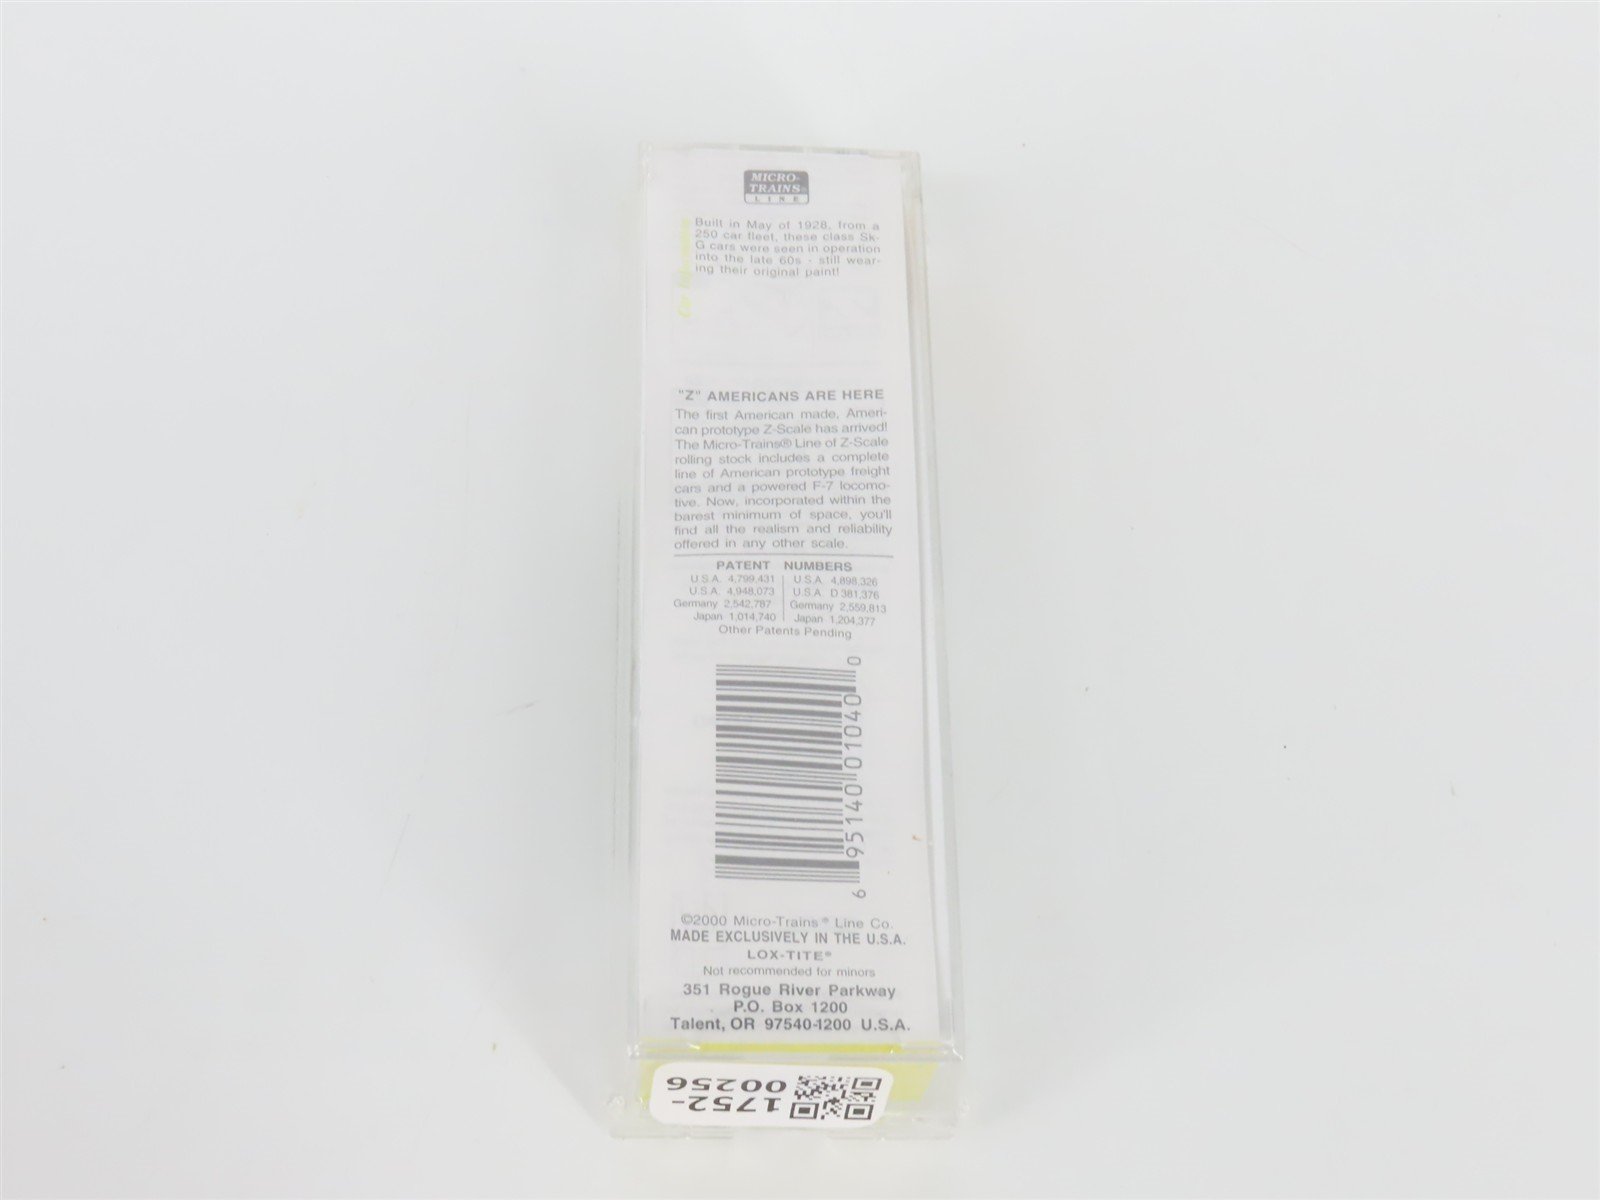 MICRO-
TRAINS®
LINE
Car Information
Built in May of 1928, from a
250 car fleet, these class Sk-
G cars were seen in operation
into the late 60s - still wear-
ing their original paint!
"Z" AMERICANS ARE HERE
The first American made, Ameri-
can prototype Z-Scale has arrived!
The Micro-Trains® Line of Z-Scale
rolling stock includes a complete
line of American prototype freight
cars and a powered F-7 locomo-
tive. Now, incorporated within the
barest minimum of space, you'll
find all the realism and reliability
offered in any other scale.
PATENT NUMBERS
U.S.A. 4,799,431 U.S.A. 4,898,326
U.S.A. 4,948,073 U.S.A. D 381,376
Germany 2,542,787 Germany 2,559,813
Japan 1,014,740 Japan 1,204,377
Other Patents Pending
6 95140 01040 0
©2000 Micro-Trains® Line Co.
MADE EXCLUSIVELY IN THE U.S.A.
LOX-TITE®
Not recommended for minors
351 Rogue River Parkway
P.O. Box 1200
Talent, OR 97540-1200 U.S.A.
1752-
00256